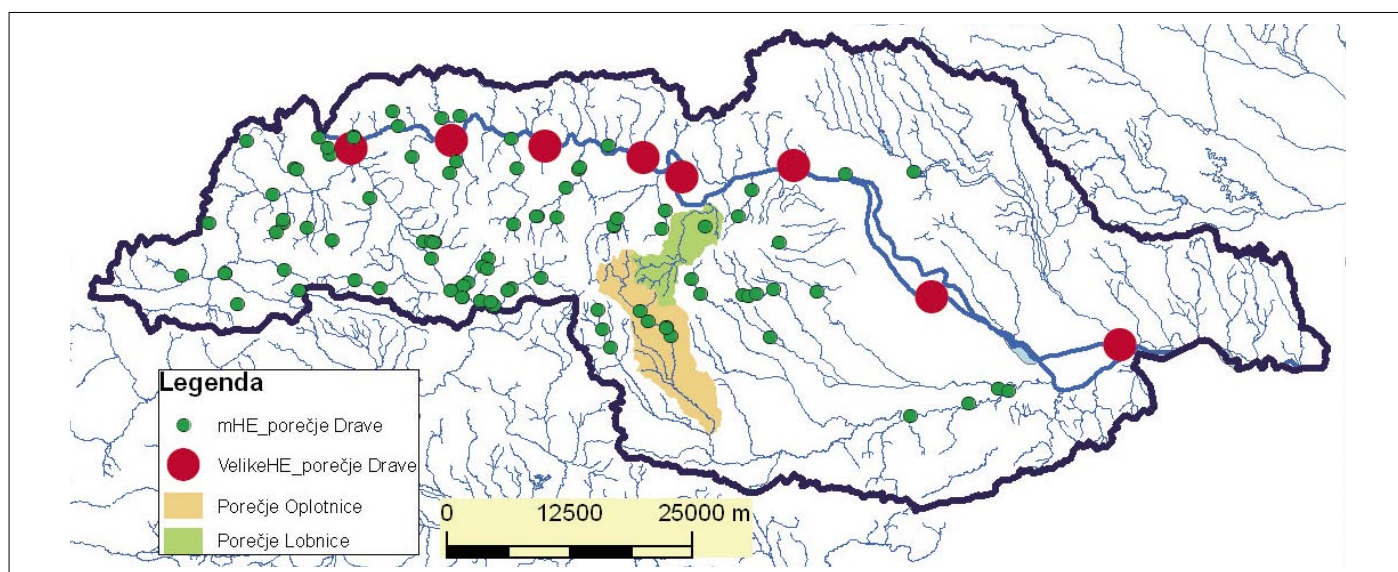 Legenda
mHE_porečje Drave
VelikeHE_porečje Drave
Porečje Oplotnice
Porečje Lobnice
0 12500 25000 m